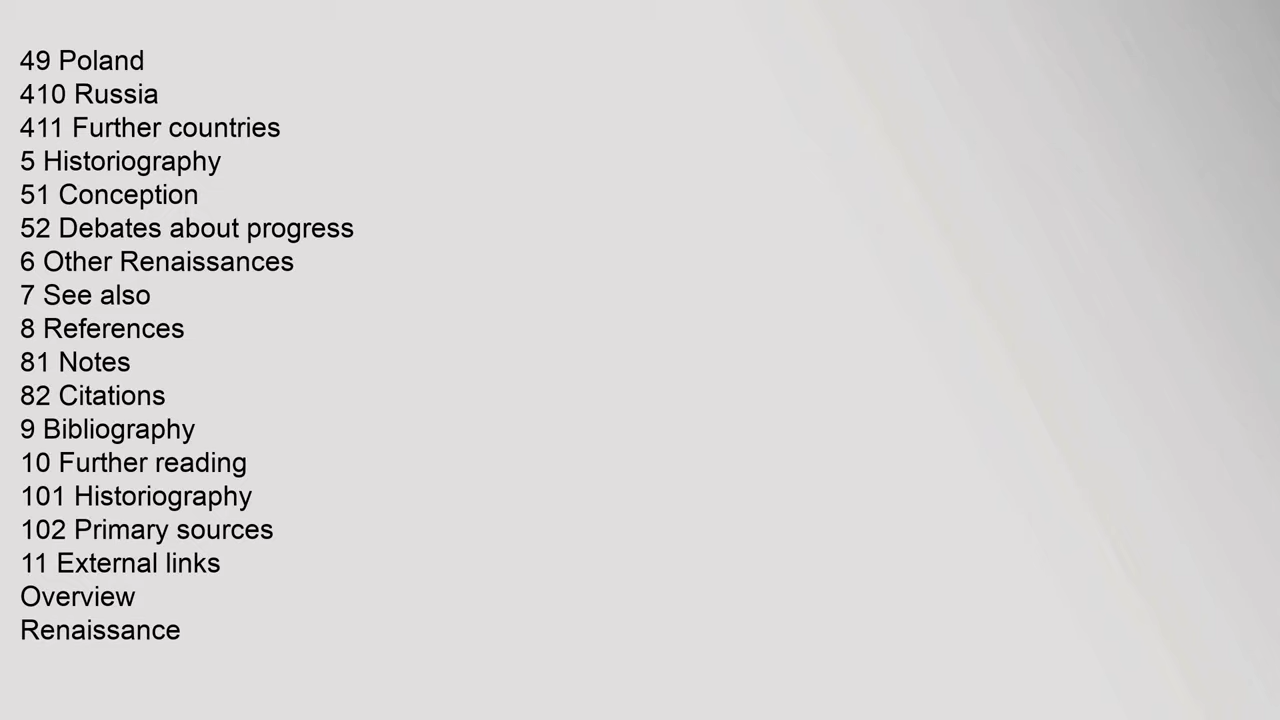 49 Poland
410 Russia
411 Further countries
5 Historiography
51 Conception
52 Debates about progress
6 Other Renaissances
7 See also
8 References
81 Notes
82 Citations
9 Bibliography
10 Further reading
101 Historiography
102 Primary sources
11 External links
Overview
Renaissance